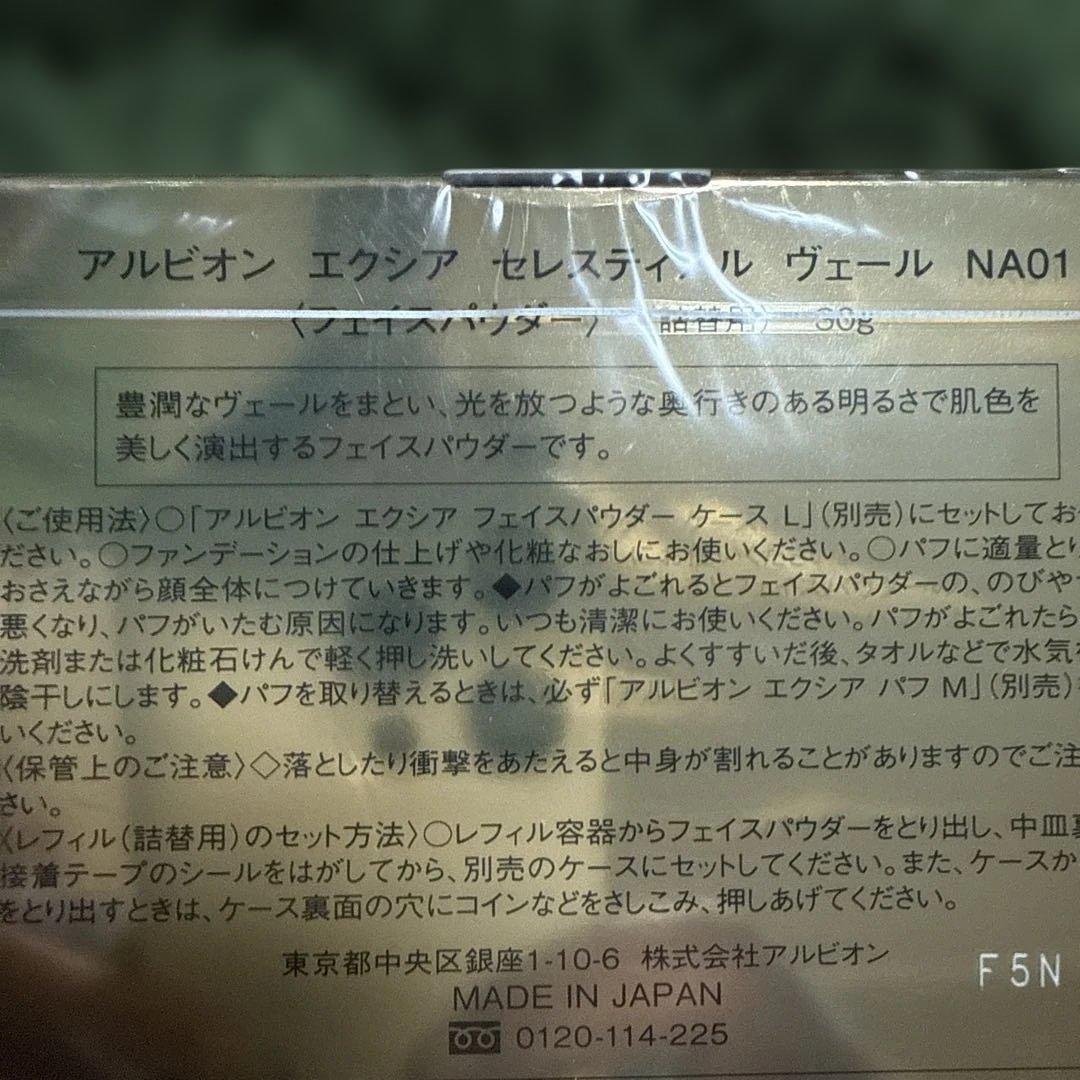 アルビオン エクシア セレスティアル ヴェール NA01
〈フェイスパウダー〉 詰替用） 30g
豊潤なヴェールをまとい、光を放つような奥行きのある明るさで肌色を
美しく演出するフェイスパウダーです。
〈ご使用法〉○「アルビオン エクシア フェイスパウダー ケース L」（別売）にセットしてお
ださい。○ファンデーションの仕上げや化粧なおしにお使いください。○パフに適量とり
おさえながら顔全体につけていきます。◆パフがよごれるとフェイスパウダーの、のびや
悪くなり、パフがいたむ原因になります。いつも清潔にお使いください。パフがよごれたら
洗剤または化粧石けんで軽く押し洗いしてください。よくすすいだ後、タオルなどで水気
陰干しにします。◆パフを取り替えるときは、必ず「アルビオン エクシア パフ M」（別売）
いください。
〈保管上のご注意〉◇落としたり衝撃をあたえると中身が割れることがありますのでご注
さい。
〈レフィル（詰替用）のセット方法〉○レフィル容器からフェイスパウダーをとり出し、中皿裏
接着テープのシールをはがしてから、別売のケースにセットしてください。また、ケースか
をとり出すときは、ケース裏面の穴にコインなどをさしこみ、押しあげてください。
東京都中央区銀座1-10-6 株式会社アルビオン
F5N
MADE IN JAPAN
0120-114-225